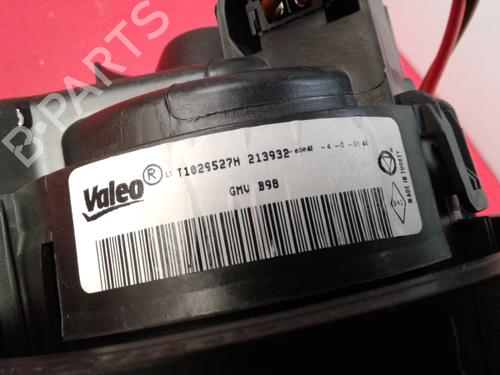 Valeo ® T1029527H 213932
GMV B98
MADE IN TURKEY
B-PARTS